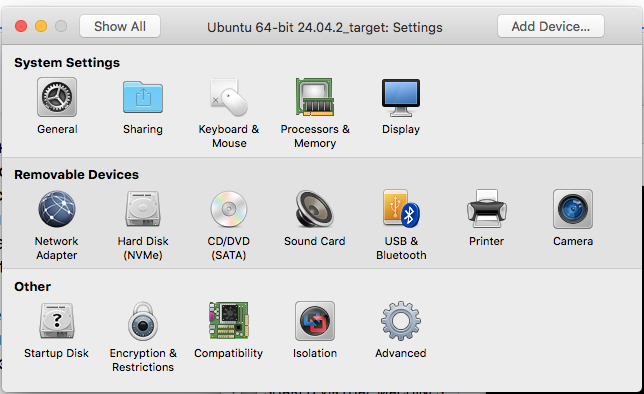 Show All
Ubuntu 64-bit 24.04.2_target: Settings
Add Device...
System Settings
General
Sharing
Keyboard &
Mouse
Processors &
Memory
Display
Removable Devices
Network
Adapter
Hard Disk
(NVMe)
CD/DVD
(SATA)
Sound Card
USB &
Bluetooth
Printer
Camera
Other
?
Startup Disk
Encryption &
Restrictions
Compatibility
Isolation
Advanced